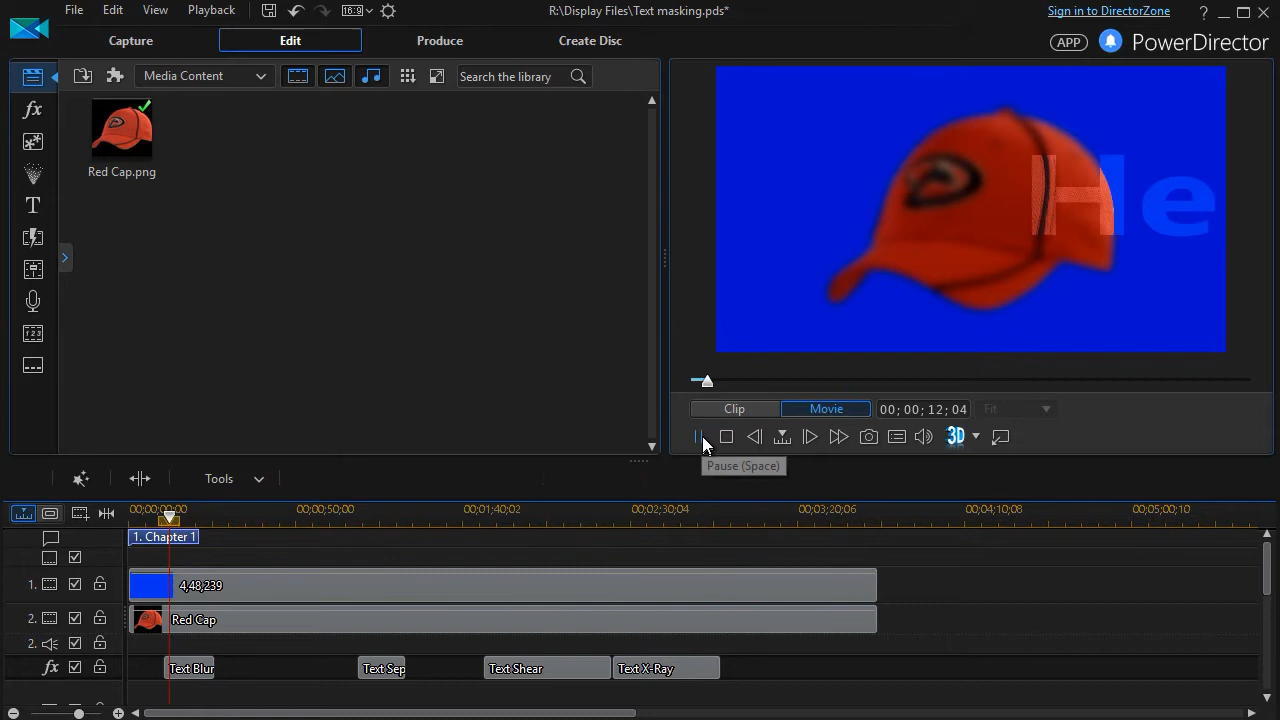 File Edit View Playback 16:9 R:\Display Files\Text masking.pds* Sign in to DirectorZone ?
Capture Edit Produce Create Disc APP PowerDirector
Media Content Search the library
fx
Red Cap.png
T
He
123
Clip Movie 00; 00; 12; 04 Fit
3D
Pause (Space)
Tools
00;00;00;00 00;00;50;00 00;01;40;02 00;02;30;04 00;03;20;06 00;04;10;08 00;05;00;10
1. Chapter 1
1. 4,48,239
2. Red Cap
2.
fx Text Blur Text Sep Text Shear Text X-Ray